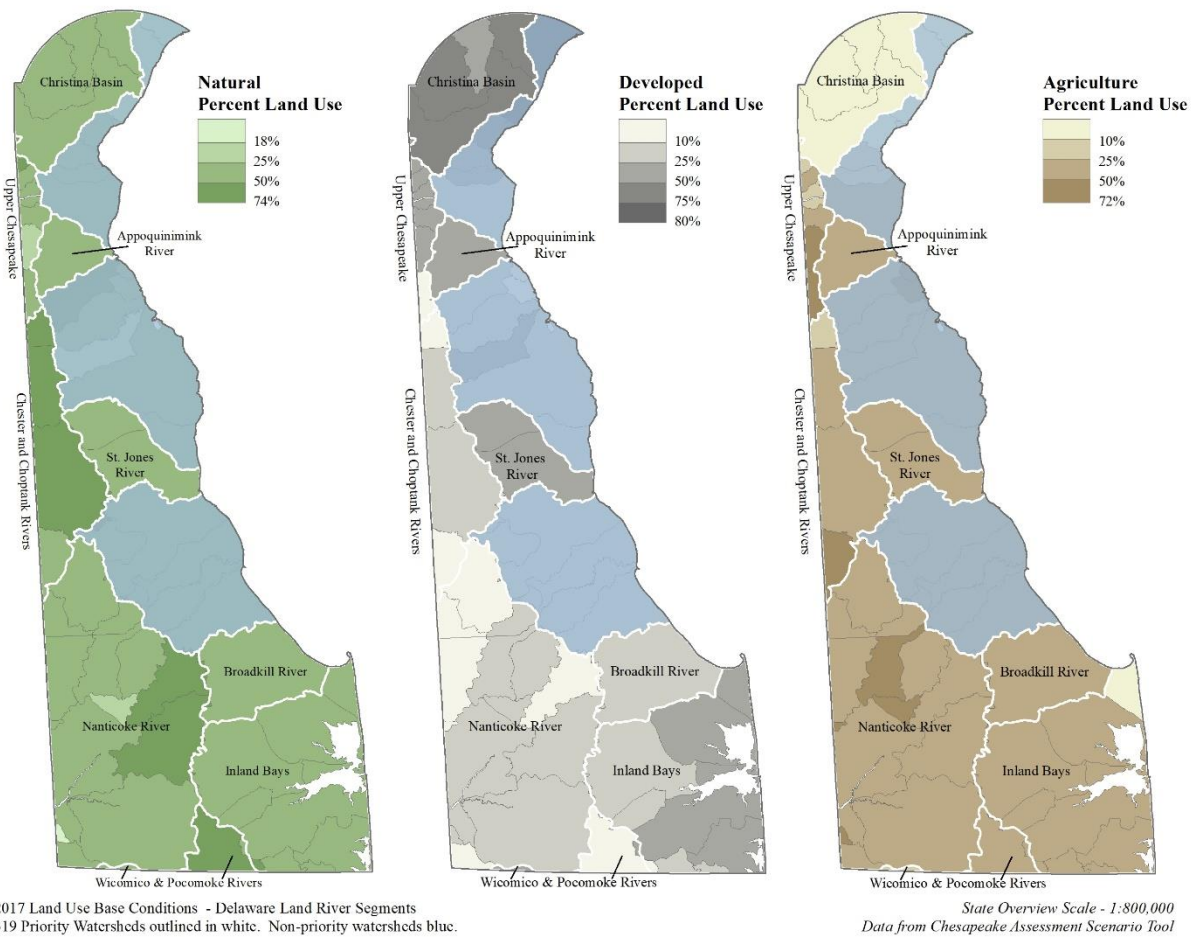 Natural
Percent Land Use
18%
25%
50%
74%
Christina Basin
Upper Chesapeake
Appoquinimink
River
Chester and Choptank Rivers
St. Jones
River
Broadkill River
Nanticoke River
Inland Bays
Wicomico & Pocomoke Rivers
Developed
Percent Land Use
10%
25%
50%
75%
80%
Christina Basin
Upper Chesapeake
Appoquinimink
River
Chester and Choptank Rivers
St. Jones
River
Broadkill River
Nanticoke River
Inland Bays
Wicomico & Pocomoke Rivers
Agriculture
Percent Land Use
10%
25%
50%
72%
Christina Basin
Upper Chesapeake
Appoquinimink
River
Chester and Choptank Rivers
St. Jones
River
Broadkill River
Nanticoke River
Inland Bays
Wicomico & Pocomoke Rivers
2017 Land Use Base Conditions - Delaware Land River Segments
319 Priority Watersheds outlined in white. Non-priority watersheds blue.
State Overview Scale - 1:800,000
Data from Chesapeake Assessment Scenario Tool